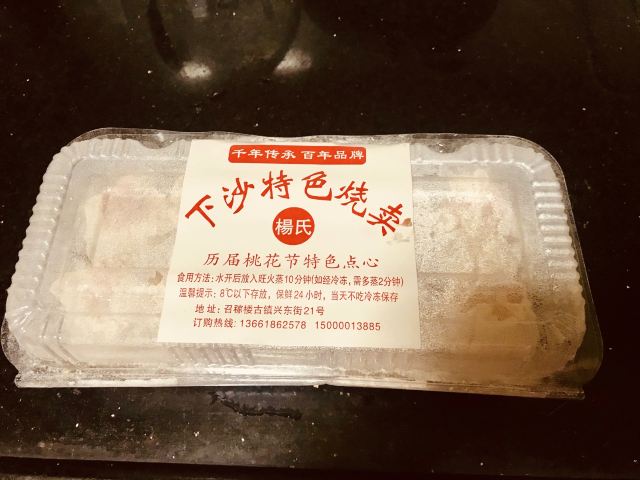 千年传承 百年品牌
下沙特色烧卖
楊氏
历届桃花节特色点心
食用方法:水开后放入旺火蒸10分钟(如经冷冻,需多蒸2分钟)
温馨提示:8℃以下存放,保鲜24小时,当天不吃冷冻保存
地址:召稼楼古镇兴东街21号
订购热线:13661862578 15000013885